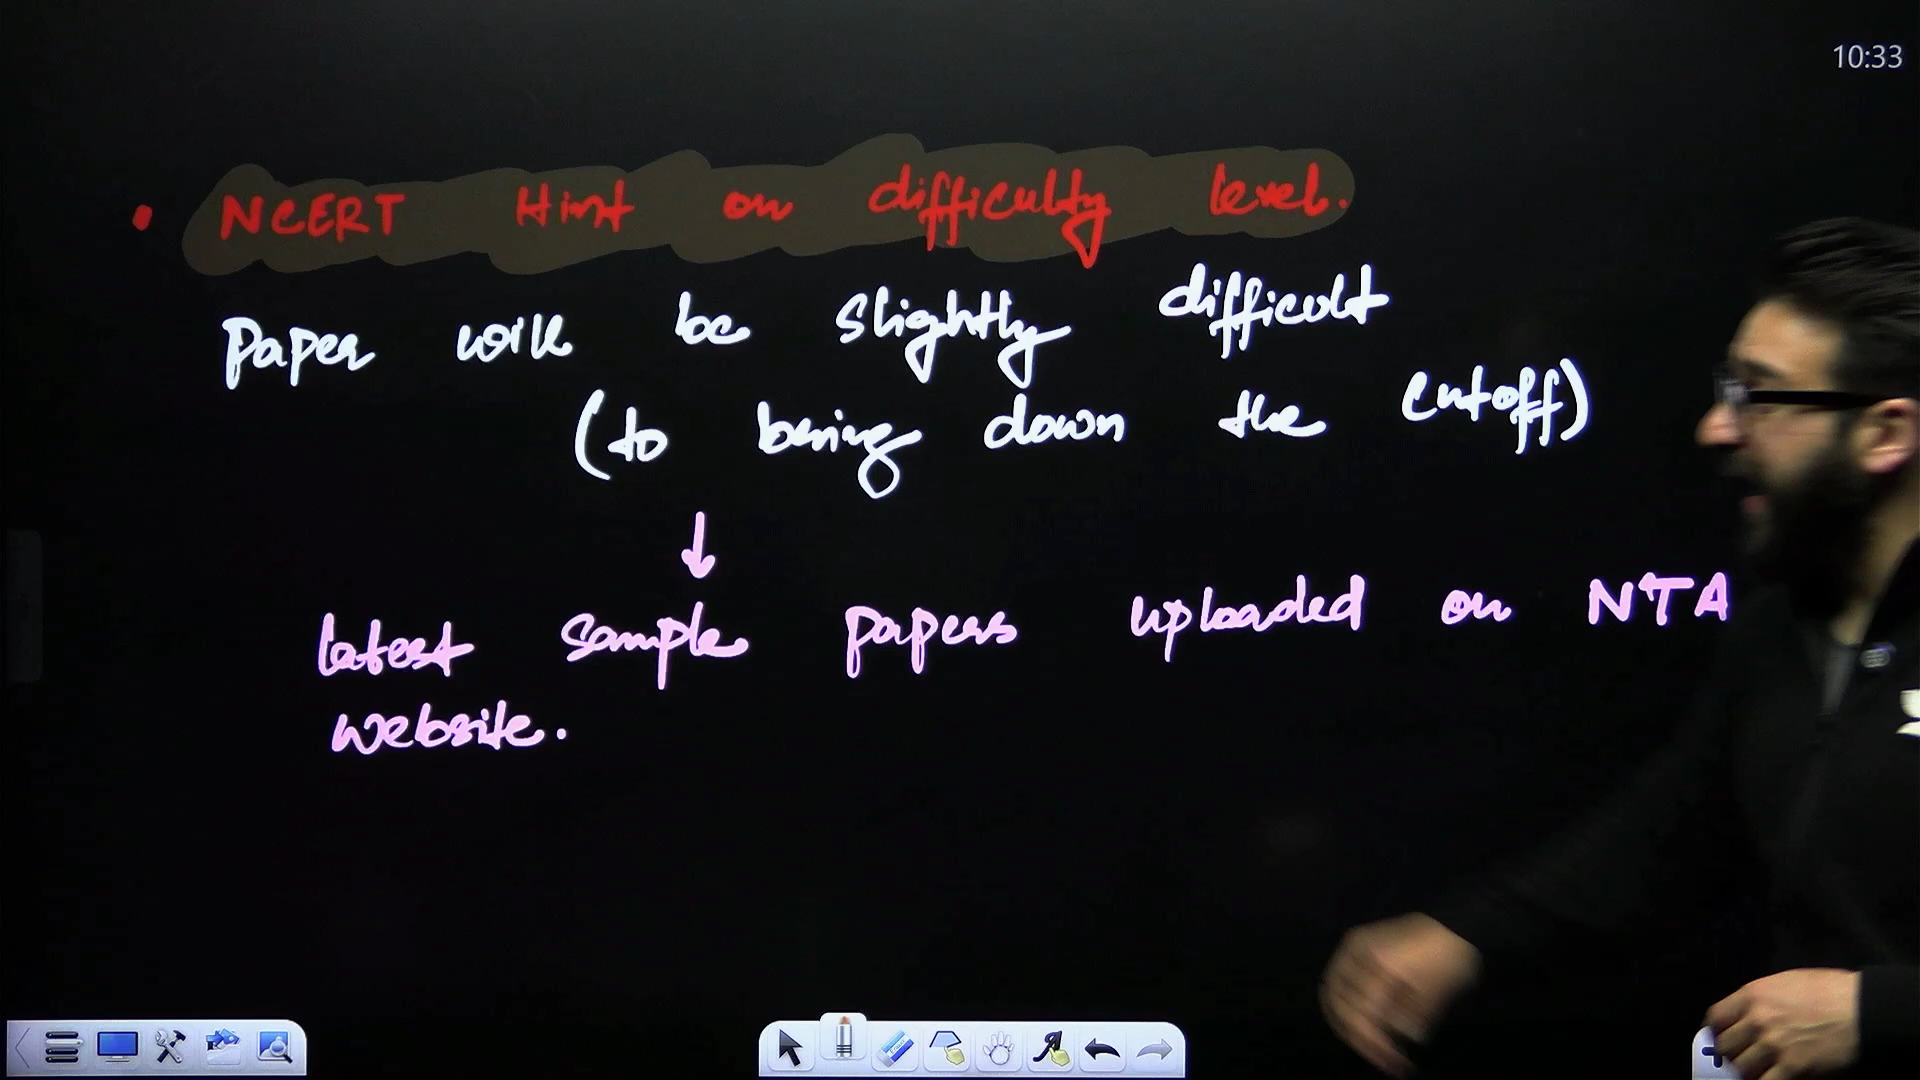 10:33
• NCERT Hint on difficulty level.
Paper will be slightly difficult
(to bring down the cutoff)
↓
latest sample papers uploaded on NTA
website.